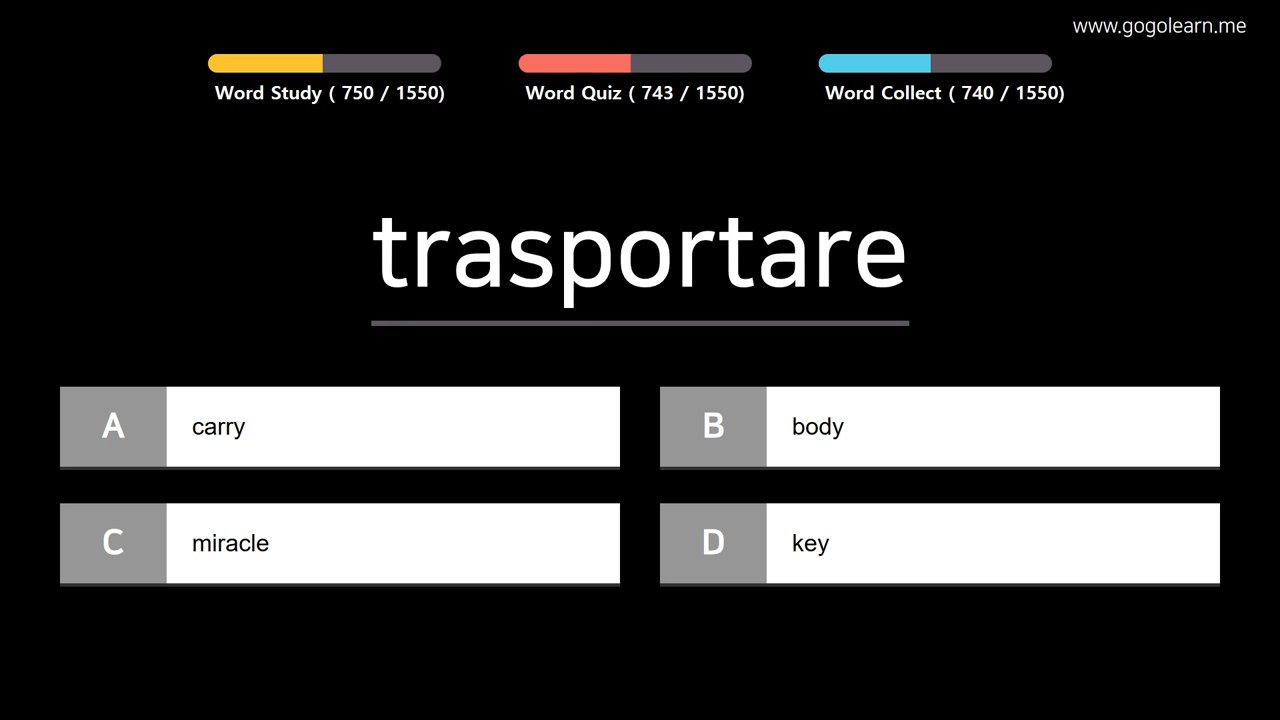 www.gogolearn.me
Word Study ( 750 / 1550)
Word Quiz ( 743 / 1550)
Word Collect ( 740 / 1550)
trasportare
A
carry
B
body
C
miracle
D
key